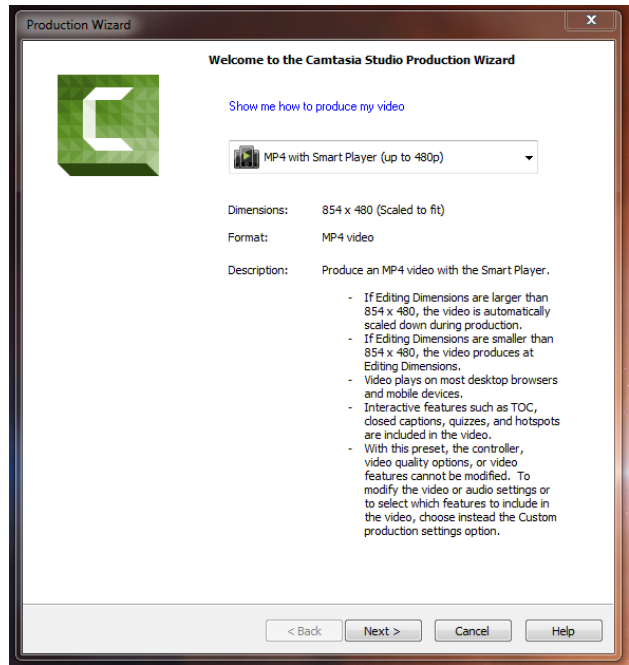 Production Wizard
Welcome to the Camtasia Studio Production Wizard
Show me how to produce my video
MP4 with Smart Player (up to 480p)
Dimensions: 854 x 480 (Scaled to fit)
Format: MP4 video
Description: Produce an MP4 video with the Smart Player.
- If Editing Dimensions are larger than
854 x 480, the video is automatically
scaled down during production.
- If Editing Dimensions are smaller than
854 x 480, the video produces at
Editing Dimensions.
- Video plays on most desktop browsers
and mobile devices.
- Interactive features such as TOC,
closed captions, quizzes, and hotspots
are included in the video.
- With this preset, the controller,
video quality options, or video
features cannot be modified. To
modify the video or audio settings or
to select which features to include in
the video, choose instead the Custom
production settings option.
< Back Next > Cancel Help